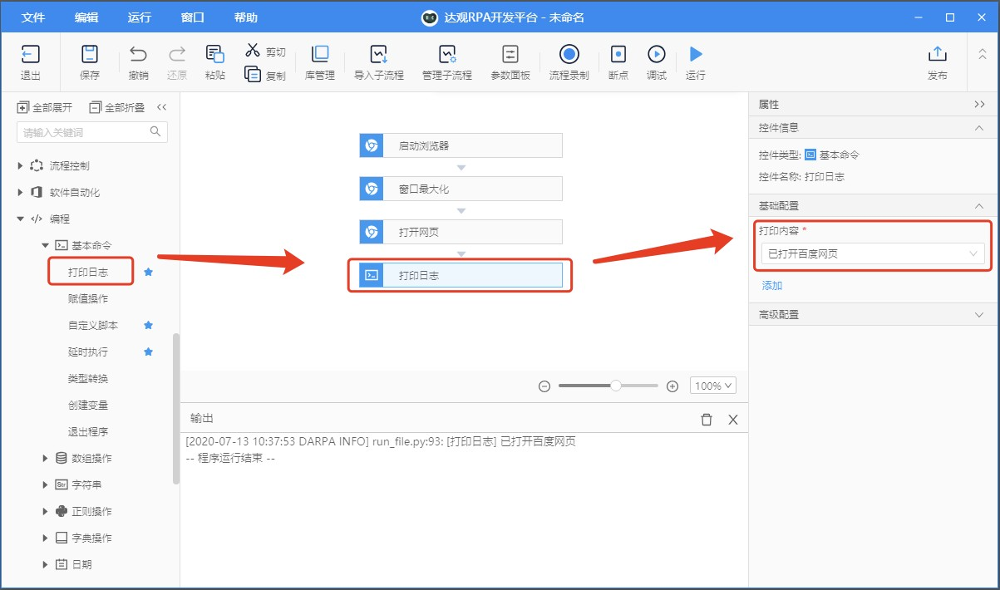 文件 编辑 运行 窗口 帮助 达观RPA开发平台 - 未命名
退出 保存 撤销 还原 粘贴 剪切 复制 库管理 导入子流程 管理子流程 参数面板 流程录制 断点 调试 运行 发布
全部展开 全部折叠
请输入关键词
流程控制
软件自动化
编程
基本命令
打印日志
赋值操作
自定义脚本
延时执行
类型转换
创建变量
退出程序
数组操作
Str 字符串
正则操作
字典操作
日期
启动浏览器
窗口最大化
打开网页
打印日志
100%
输出
[2020-07-13 10:37:53 DARPA INFO] run_file.py:93: [打印日志] 已打开百度网页
-- 程序运行结束 --
属性
控件信息
控件类型: 基本命令
控件名称: 打印日志
基础配置
打印内容 *
已打开百度网页
添加
高级配置